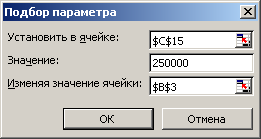 Подбор параметра
Установить в ячейке: $C$15
Значение: 250000
Изменяя значение ячейки: $B$3
ОК Отмена